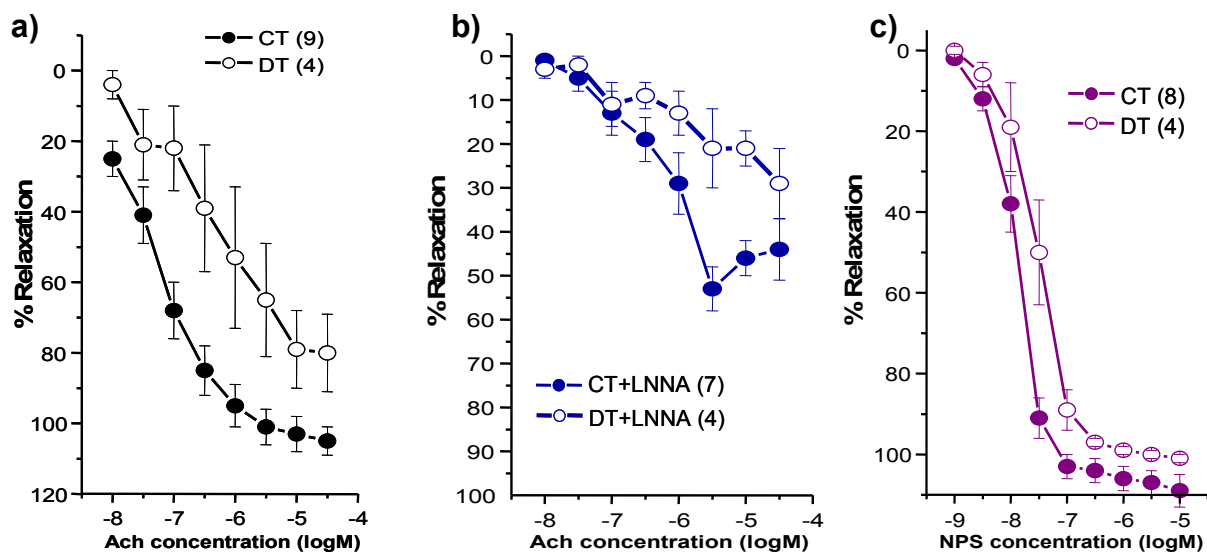 a)
CT (9)
DT (4)
0
20
40
60
80
100
120
% Relaxation
-8
-7
-6
-5
-4
Ach concentration (logM)
b)
0
10
20
30
40
50
60
70
80
90
100
% Relaxation
CT+LNNA (7)
DT+LNNA (4)
-8
-7
-6
-5
-4
Ach concentration (logM)
c)
CT (8)
DT (4)
0
20
40
60
80
100
% Relaxation
-9
-8
-7
-6
-5
NPS concentration (logM)